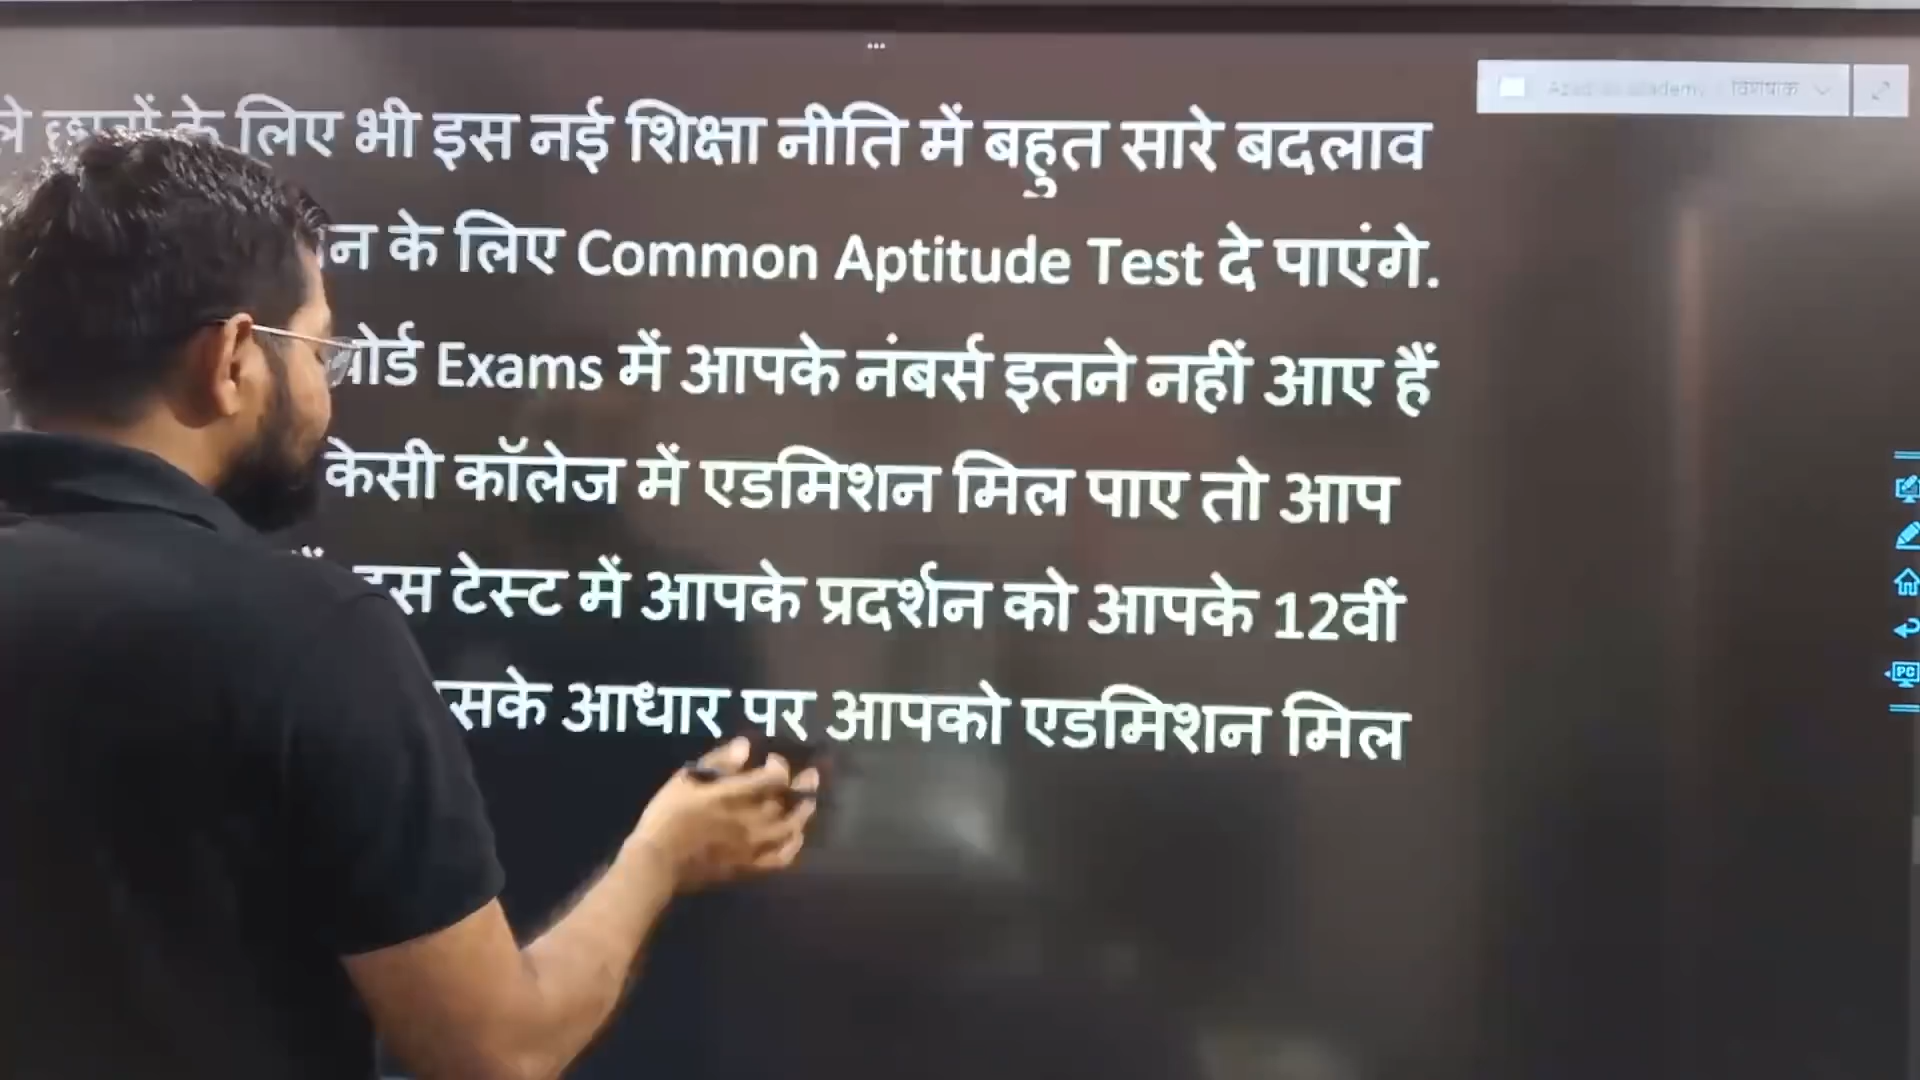 के लिए भी इस नई शिक्षा नीति में बहुत सारे बदलाव
के लिए Common Aptitude Test दे पाएंगे.
Exams में आपके नंबर्स इतने नहीं आए हैं
कॉलेज में एडमिशन मिल पाए तो आप
टेस्ट में आपके प्रदर्शन को आपके 12वीं
आधार पर आपको एडमिशन मिल
PC